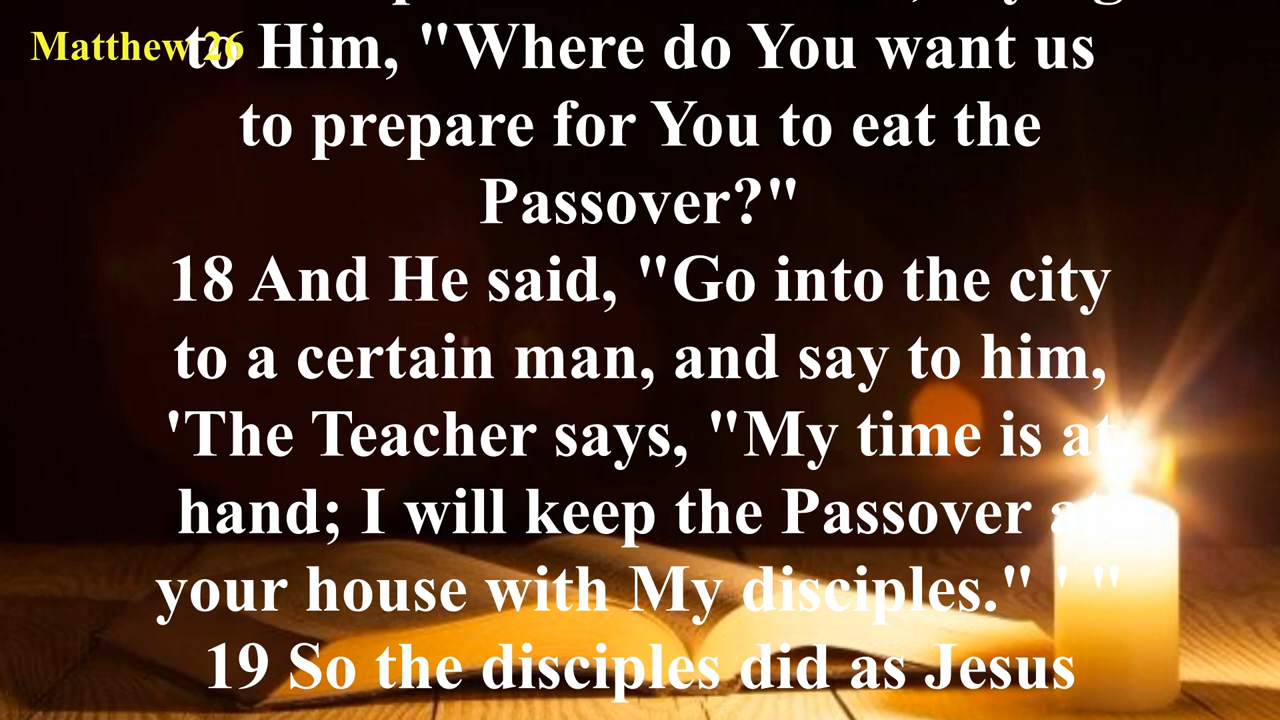 Matthew 26
to Him, "Where do You want us
to prepare for You to eat the
Passover?"
18 And He said, "Go into the city
to a certain man, and say to him,
'The Teacher says, "My time is at
hand; I will keep the Passover at
your house with My disciples." ' "
19 So the disciples did as Jesus